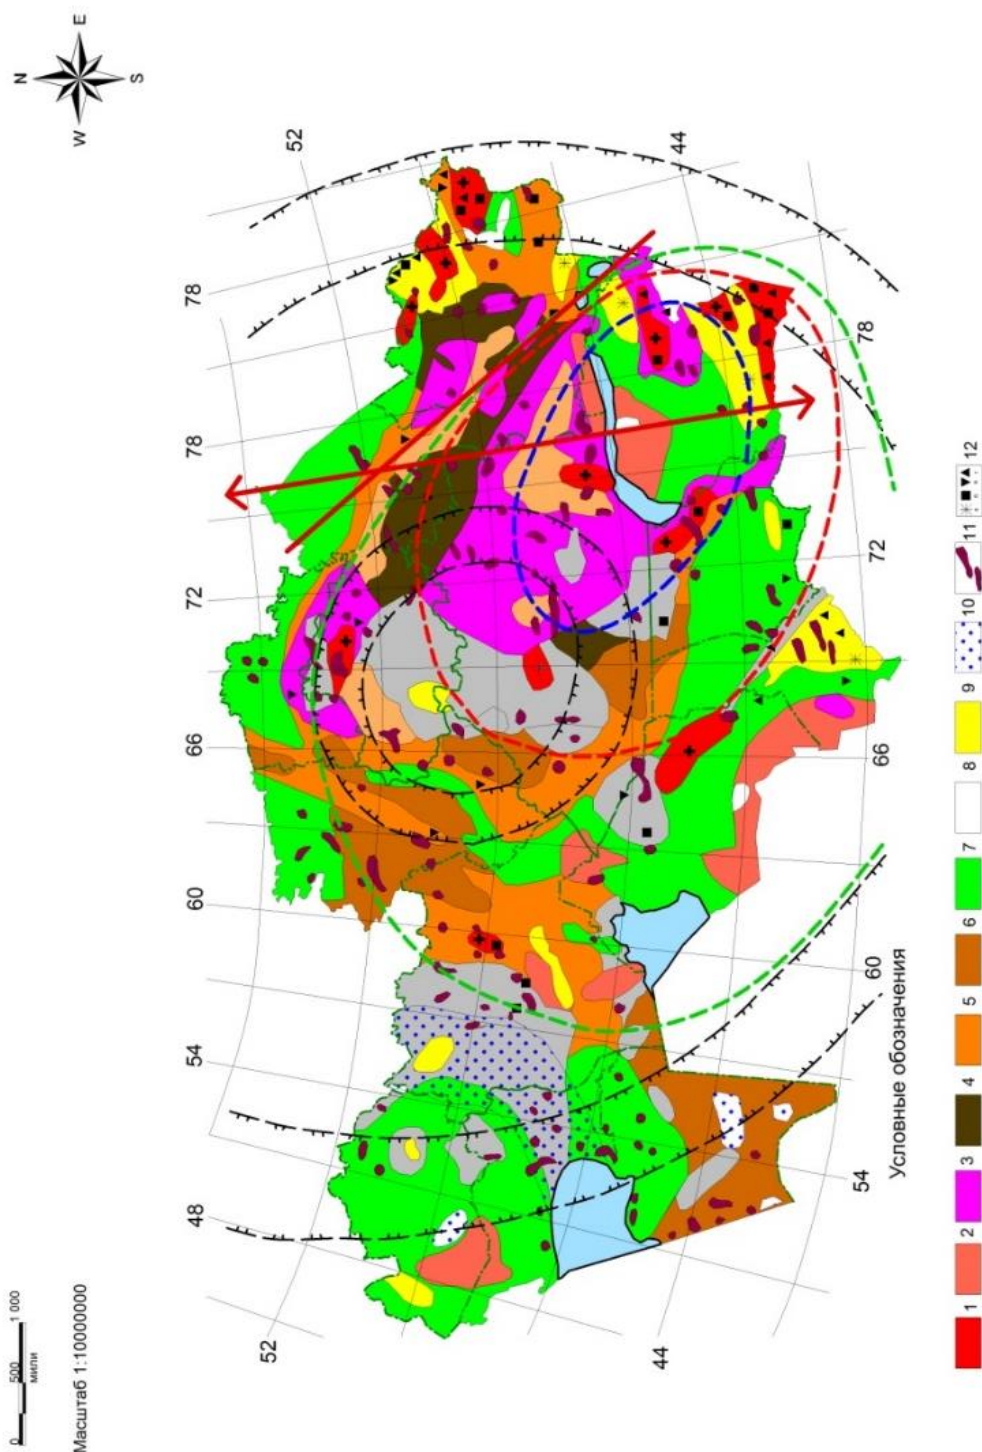 N
W E
S
0 500 1 000
мили
Масштаб 1:10000000
48 54 60 66 72 78 78
52
52
44
44
54 60 66 72 78
Условные обозначения
1 2 3 4 5 6 7 8 9 10 11 12